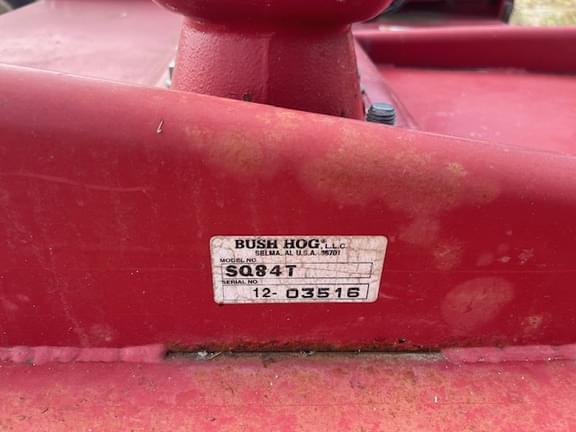 BUSH HOG® L.L.C.
SELMA, AL U.S.A. 36701
MODEL NO.
SQ84T
SERIAL NO.
12- 03516